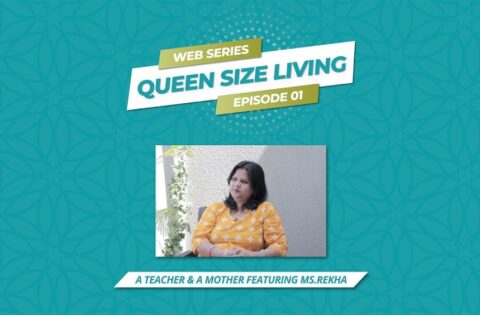 WEB SERIES
QUEEN SIZE LIVING
EPISODE 01
A TEACHER & A MOTHER FEATURING MS.REKHA